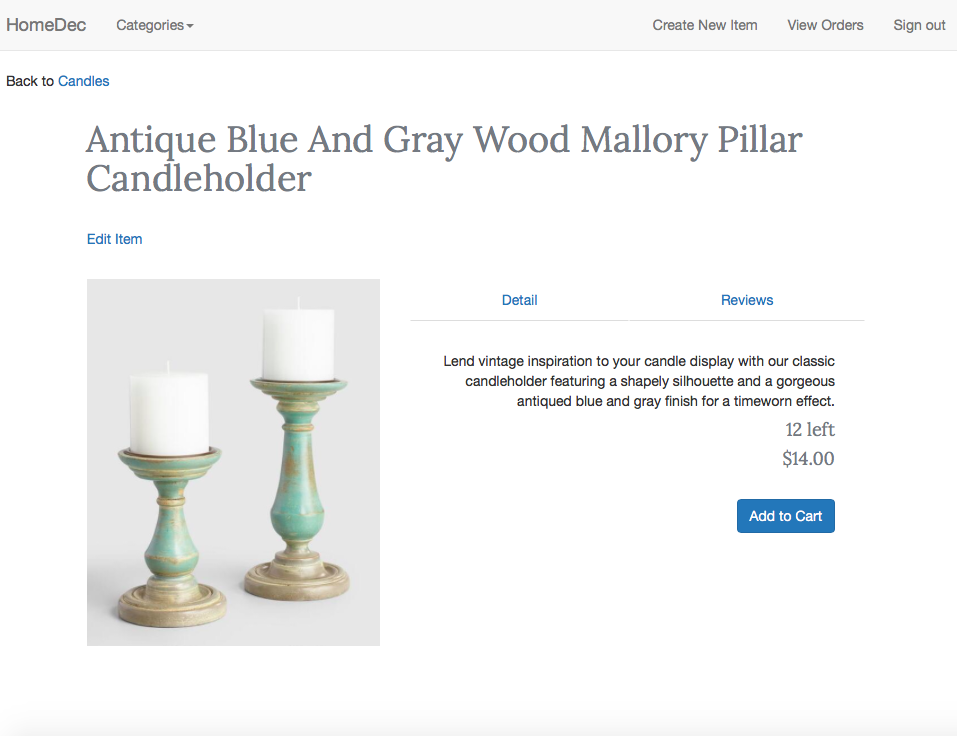 HomeDec Categories Create New Item View Orders Sign out
Back to Candles
Antique Blue And Gray Wood Mallory Pillar
Candleholder
Edit Item
Detail Reviews
Lend vintage inspiration to your candle display with our classic
candleholder featuring a shapely silhouette and a gorgeous
antiqued blue and gray finish for a timeworn effect.
12 left
$14.00
Add to Cart